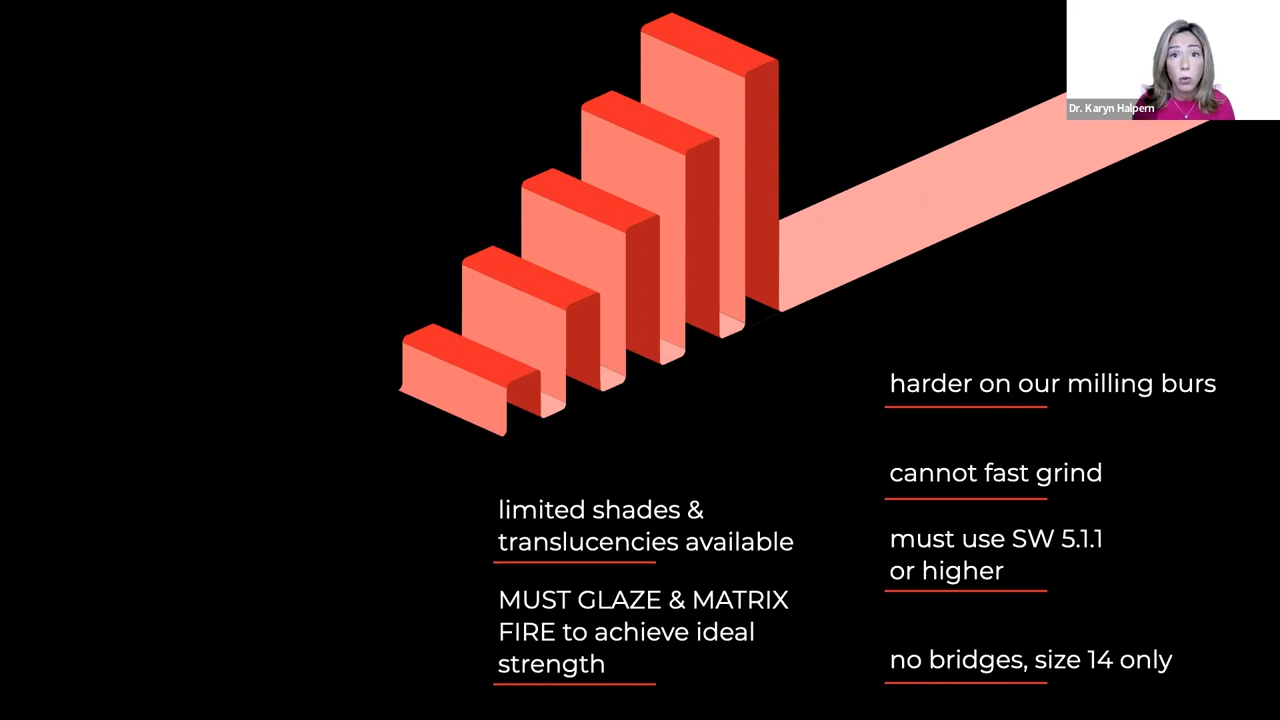 Dr. Karyn Halpern
limited shades &
translucencies available
MUST GLAZE & MATRIX
FIRE to achieve ideal
strength
harder on our milling burs
cannot fast grind
must use SW 5.1.1
or higher
no bridges, size 14 only